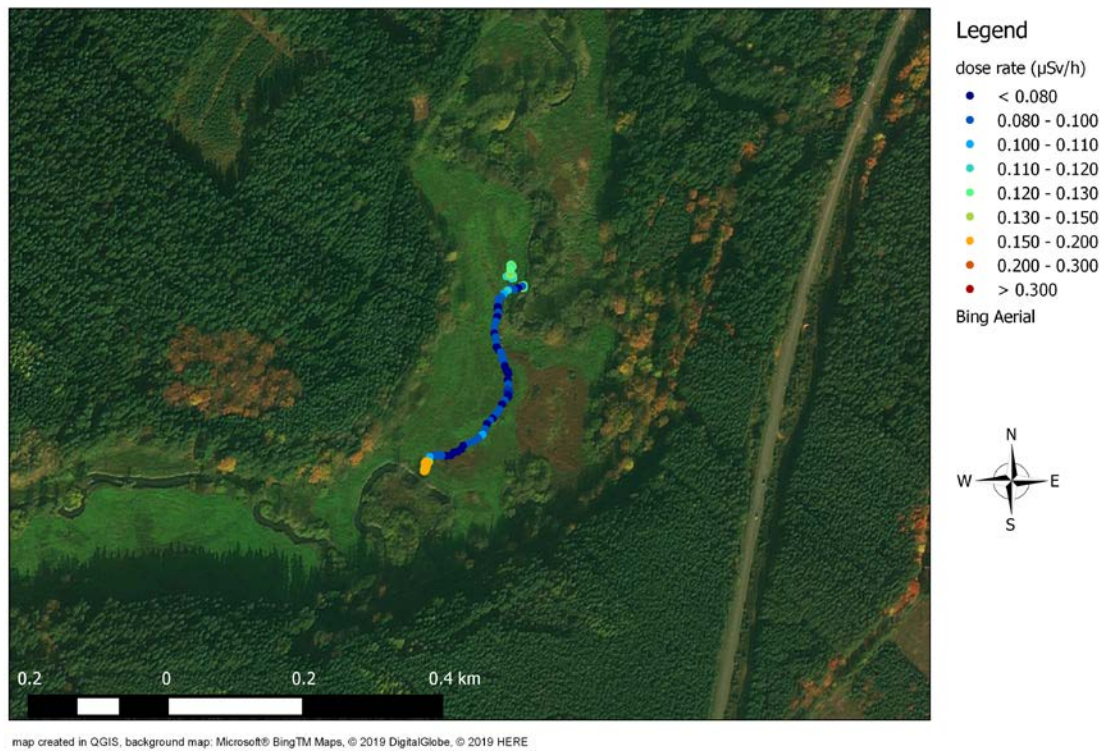 Legend
dose rate (µSv/h)
< 0.080
0.080 - 0.100
0.100 - 0.110
0.110 - 0.120
0.120 - 0.130
0.130 - 0.150
0.150 - 0.200
0.200 - 0.300
> 0.300
Bing Aerial
N
W E
S
0.2 0 0.2 0.4 km
map created in QGIS, background map: Microsoft® BingTM Maps, © 2019 DigitalGlobe, © 2019 HERE